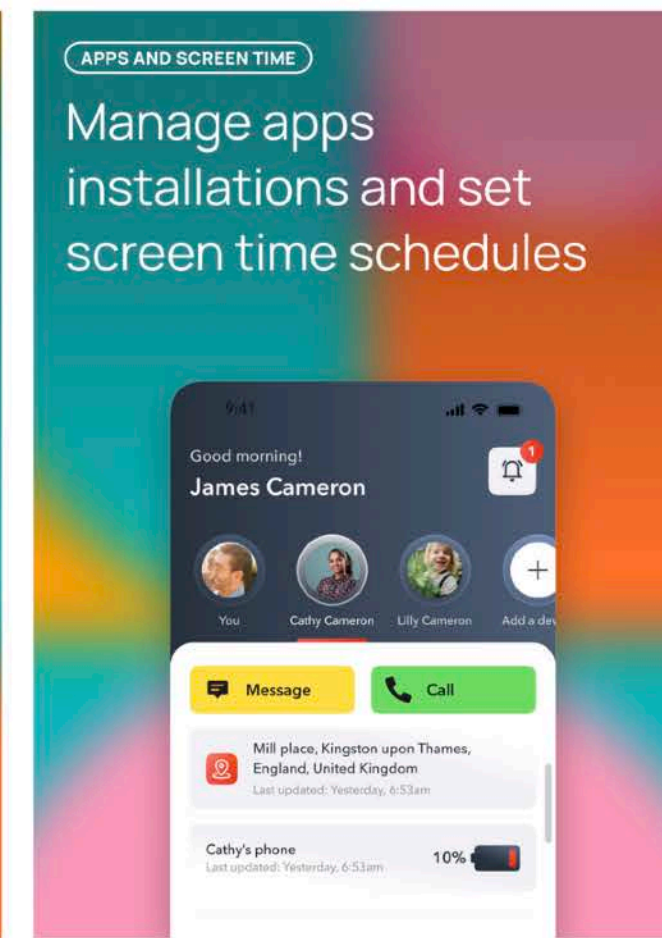 APPS AND SCREEN TIME
Manage apps
installations and set
screen time schedules
9:41
1
Good morning!
James Cameron
You
Cathy Cameron
Lilly Cameron
Add a dev
Message
Call
Mill place, Kingston upon Thames,
England, United Kingdom
Last updated: Yesterday, 6:53am
Cathy's phone
10%
Last updated: Yesterday, 6:53am